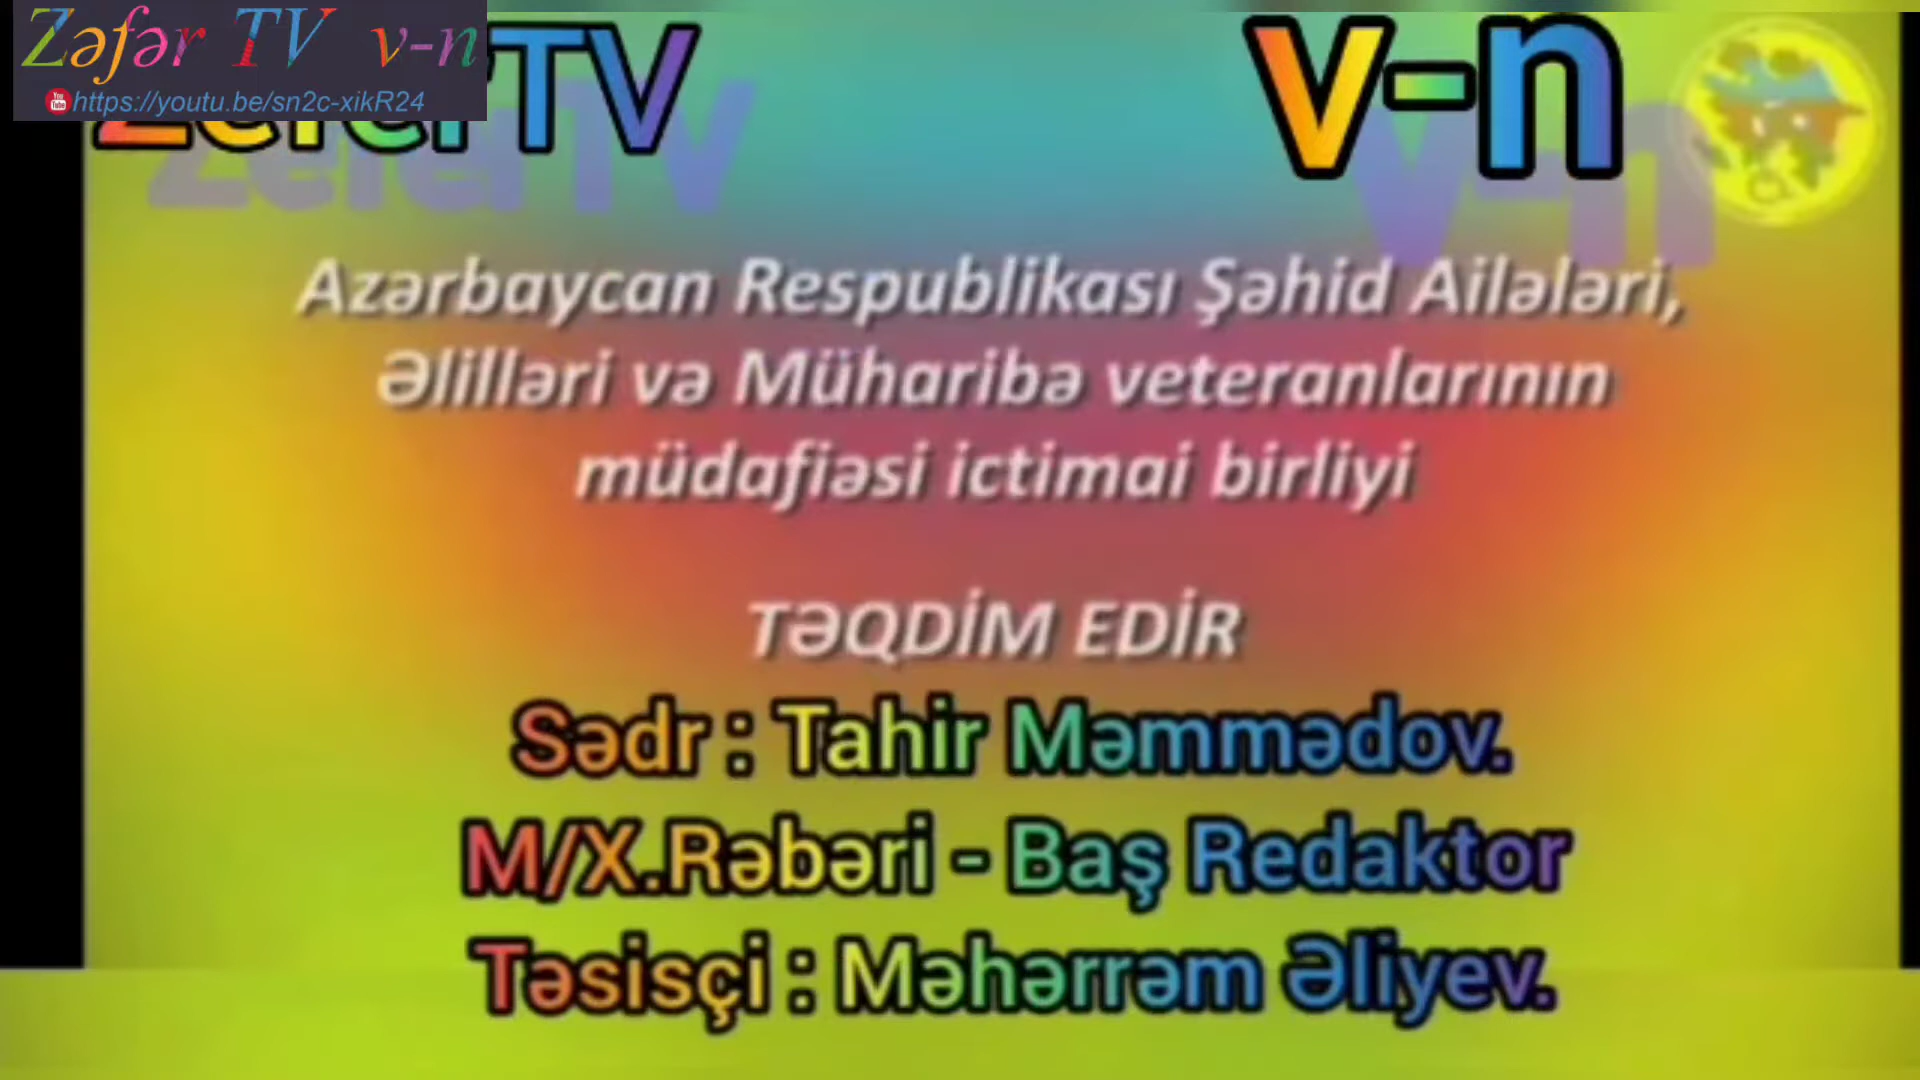 Zəfər TV v-n
https://youtu.be/sn2c-xikR24
ZəfərTV v-n
Azərbaycan Respublikası Şəhid Ailələri,
Əlilləri və Müharibə veteranlarının
müdafiəsi ictimai birliyi
TƏQDİM EDİR
Sədr : Tahir Məmmədov.
M/X.Rəbəri - Baş Redaktor
Təsisçi : Məhərrəm Əliyev.